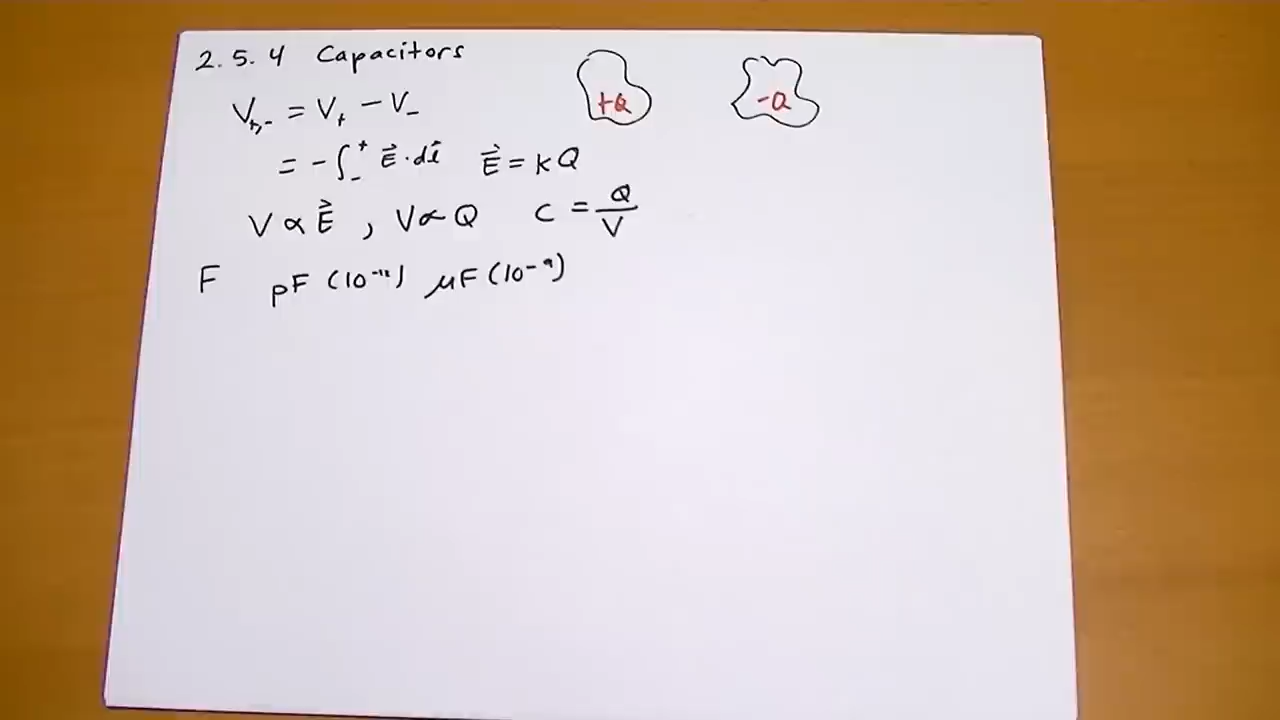 2.5.4 Capacitors
+Q
-Q
V+,- = V+ - V-
= -∫₋⁺ E⃗·dl⃗ E⃗ = kQ
V ∝ E⃗ , V ∝ Q C = Q/V
F pF (10⁻¹²) μF (10⁻⁹)